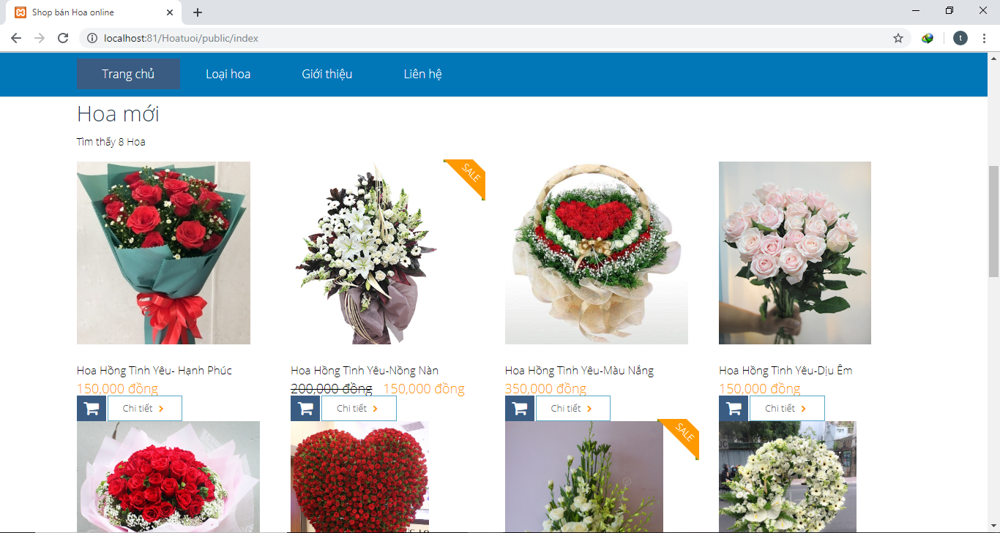 Shop bán Hoa online
localhost:81/Hoatuoi/public/index
t
Trang chủ Loại hoa Giới thiệu Liên hệ
Hoa mới
Tìm thấy 8 Hoa
SALE
Hoa Hồng Tình Yêu- Hạnh Phúc
150,000 đồng
Chi tiết
Hoa Hồng Tình Yêu-Nồng Nàn
200,000 đồng 150,000 đồng
Chi tiết
Hoa Hồng Tình Yêu-Màu Nắng
350,000 đồng
Chi tiết
Hoa Hồng Tình Yêu-Dịu Êm
150,000 đồng
Chi tiết
SALE